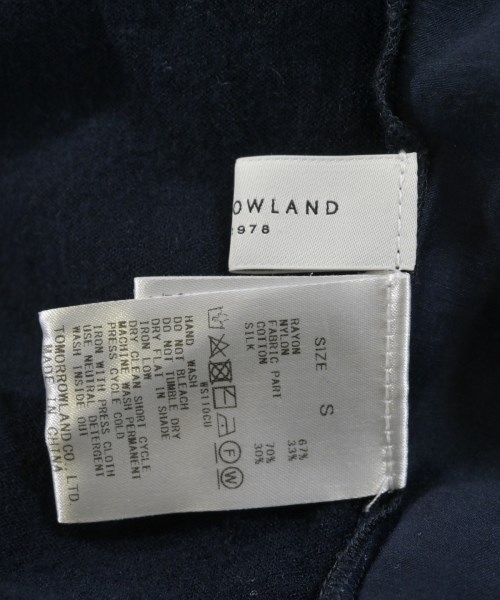 OWLAND
1978
SIZE S
RAYON 67%
NYLON 33%
FABRIC PART
COTTON 70%
SILK 30%
WS110CU
HAND WASH
DO NOT BLEACH
DO NOT TUMBLE DRY
DRY FLAT IN SHADE
IRON LOW
DRY CLEAN SHORT CYCLE
MACHINE WASH PERMANENT
PRESS CYCLE COLD
IRON WITH PRESS CLOTH
USE NEUTRAL DETERGENT
WASH INSIDE OUT
TOMORROWLAND CO., LTD.
MADE IN CHINA